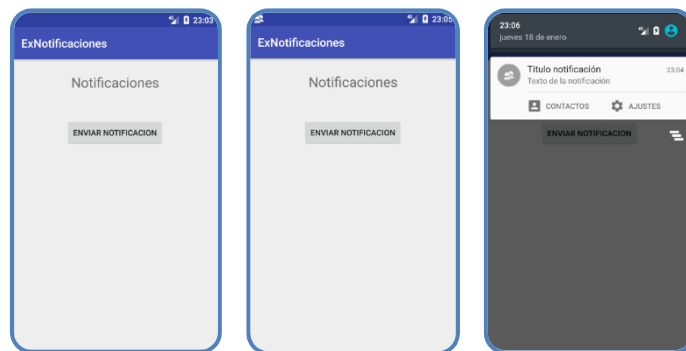 23:03
ExNotificaciones
Notificaciones
ENVIAR NOTIFICACION
23:05
ExNotificaciones
Notificaciones
ENVIAR NOTIFICACION
23:06
jueves 18 de enero
Título notificación 23:04
Texto de la notificación
CONTACTOS AJUSTES
ENVIAR NOTIFICACION